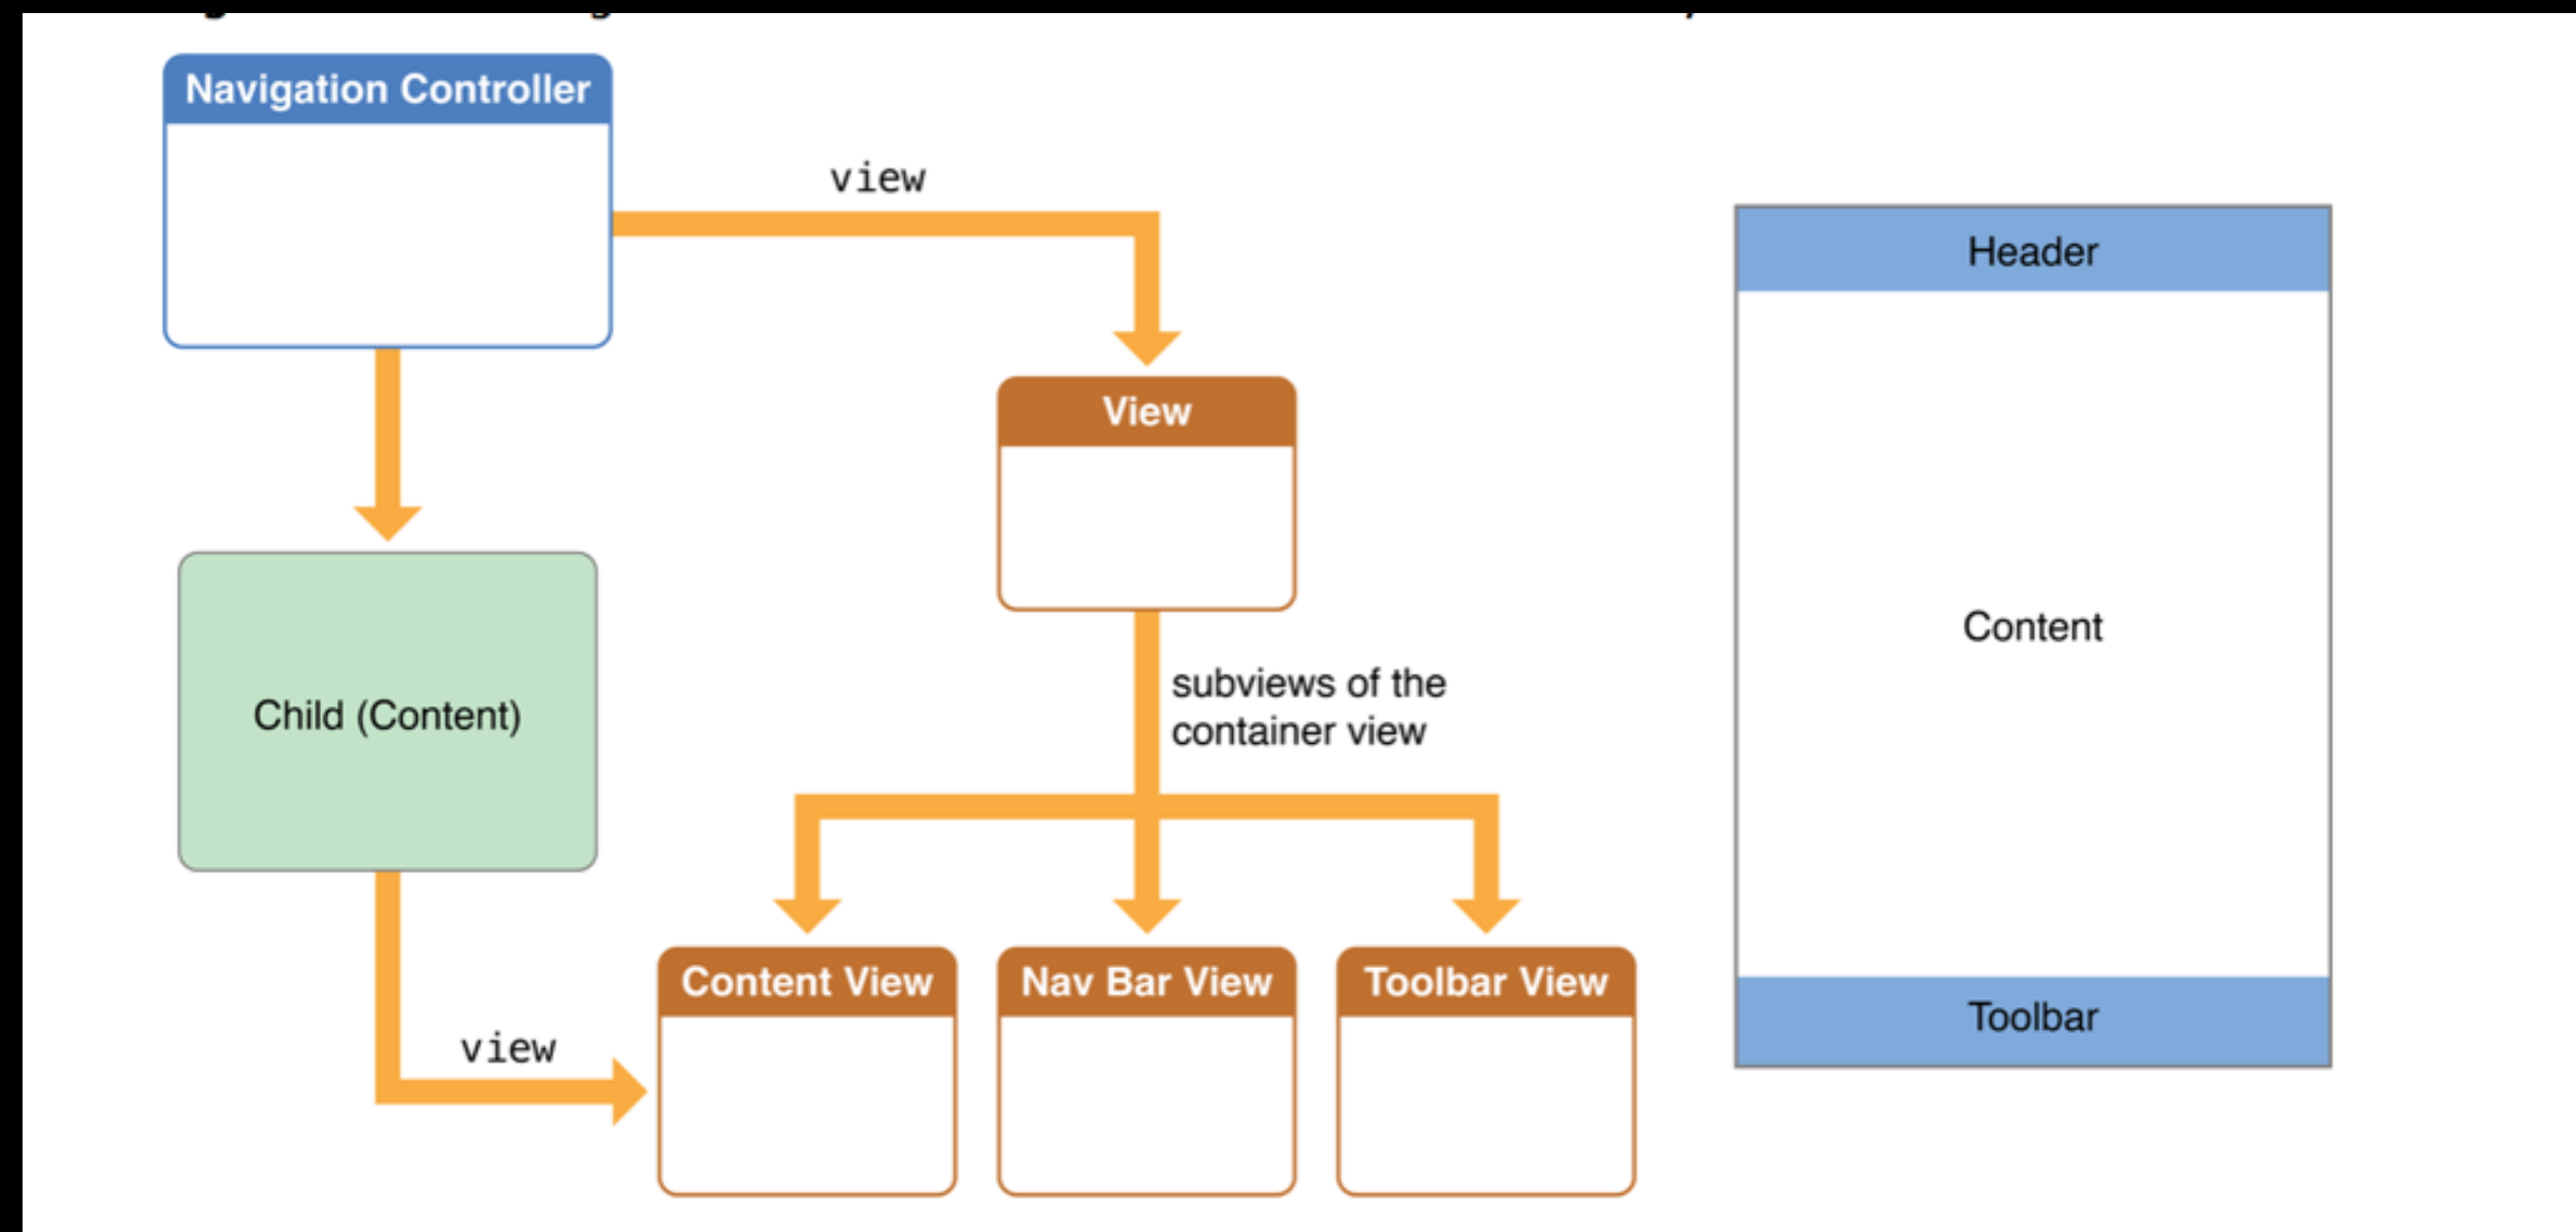 Navigation Controller
view
Header
View
Content
subviews of the
container view
Child (Content)
Content View
Nav Bar View
Toolbar View
Toolbar
view